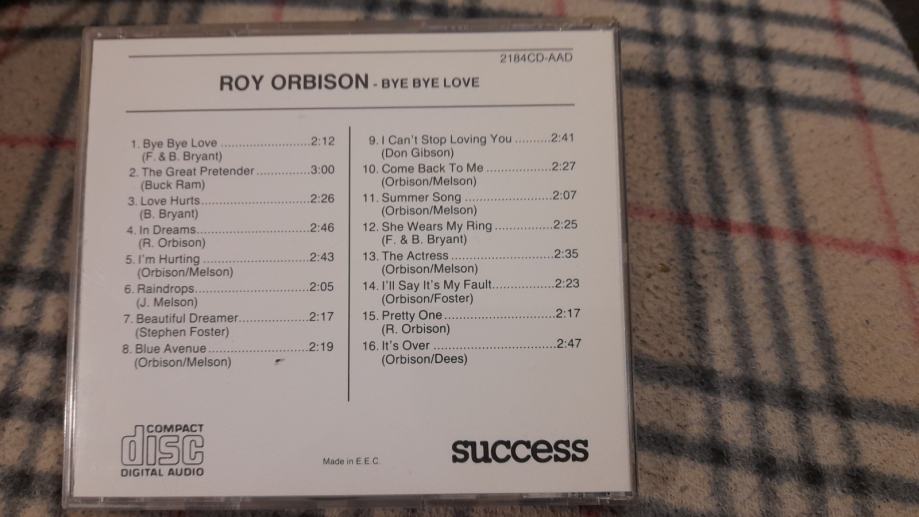 2184CD-AAD
ROY ORBISON - BYE BYE LOVE
1. Bye Bye Love ........................2:12
(F. & B. Bryant)
2. The Great Pretender ..............3:00
(Buck Ram)
3. Love Hurts.............................2:26
(B. Bryant)
4. In Dreams..............................2:46
(R. Orbison)
5. I'm Hurting .............................2:43
(Orbison/Melson)
6. Raindrops..............................2:05
(J. Melson)
7. Beautiful Dreamer..................2:17
(Stephen Foster)
8. Blue Avenue..........................2:19
(Orbison/Melson)
9. I Can't Stop Loving You .........2:41
(Don Gibson)
10. Come Back To Me ................2:27
(Orbison/Melson)
11. Summer Song ......................2:07
(Orbison/Melson)
12. She Wears My Ring ..............2:25
(F. & B. Bryant)
13. The Actress ..........................2:35
(Orbison/Melson)
14. I'll Say It's My Fault...............2:23
(Orbison/Foster)
15. Pretty One............................2:17
(R. Orbison)
16. It's Over ...............................2:47
(Orbison/Dees)
COMPACT
disc
DIGITAL AUDIO
Made in E.E.C.
success